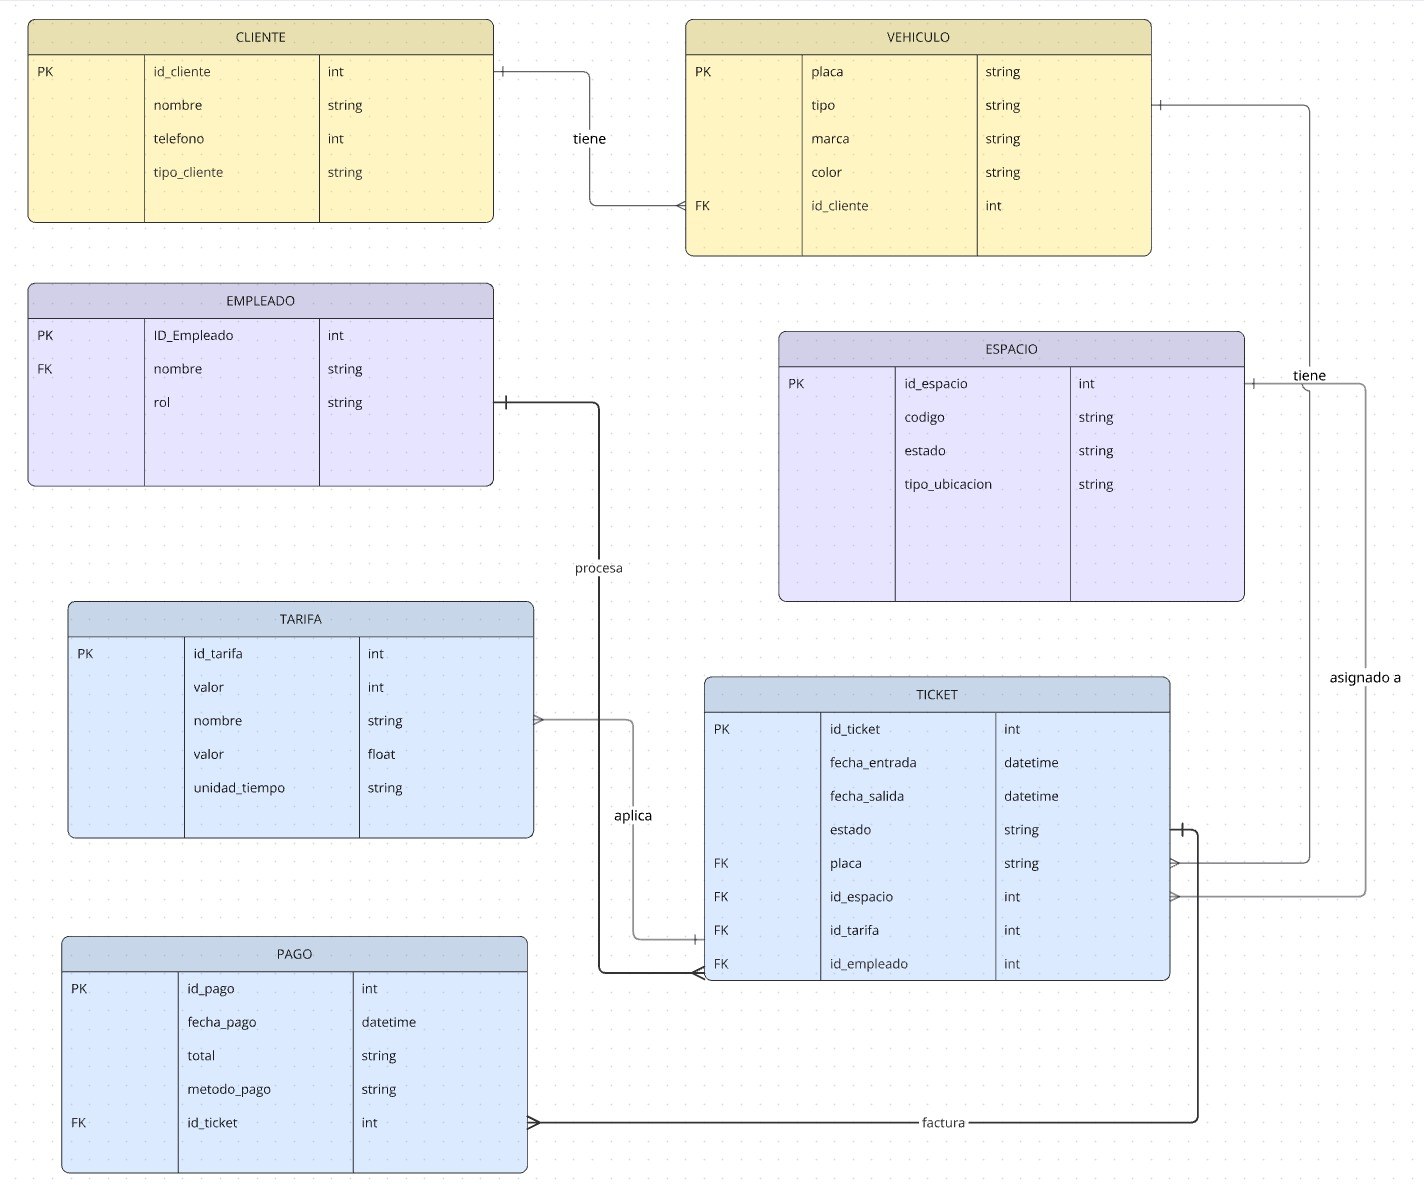 CLIENTE
PK id_cliente int
nombre string
telefono int
tipo_cliente string
tiene
VEHICULO
PK placa string
tipo string
marca string
color string
FK id_cliente int
EMPLEADO
PK ID_Empleado int
FK nombre string
rol string
ESPACIO
PK id_espacio int
codigo string
estado string
tipo_ubicacion string
tiene
procesa
asignado a
TARIFA
PK id_tarifa int
valor int
nombre string
valor float
unidad_tiempo string
aplica
TICKET
PK id_ticket int
fecha_entrada datetime
fecha_salida datetime
estado string
FK placa string
FK id_espacio int
FK id_tarifa int
FK id_empleado int
PAGO
PK id_pago int
fecha_pago datetime
total string
metodo_pago string
FK id_ticket int
factura